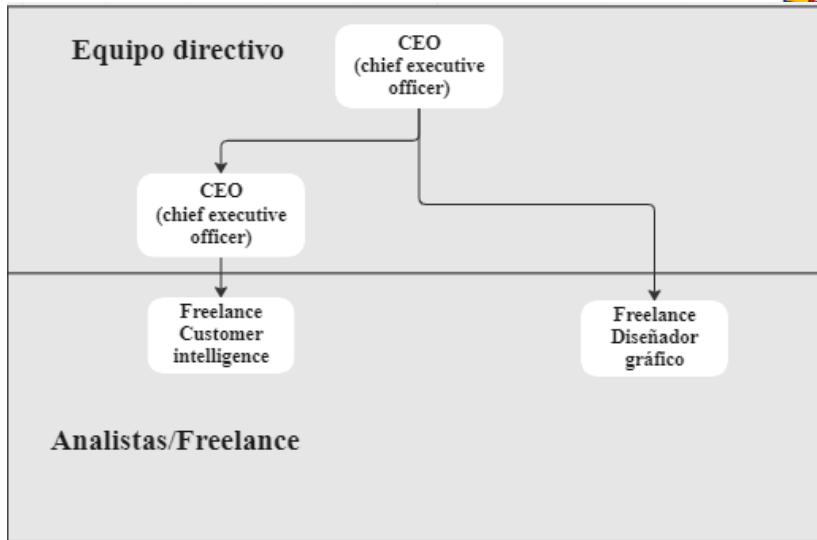 Equipo directivo
CEO
(chief executive
officer)
CEO
(chief executive
officer)
Freelance
Customer
intelligence
Freelance
Diseñador
gráfico
Analistas/Freelance